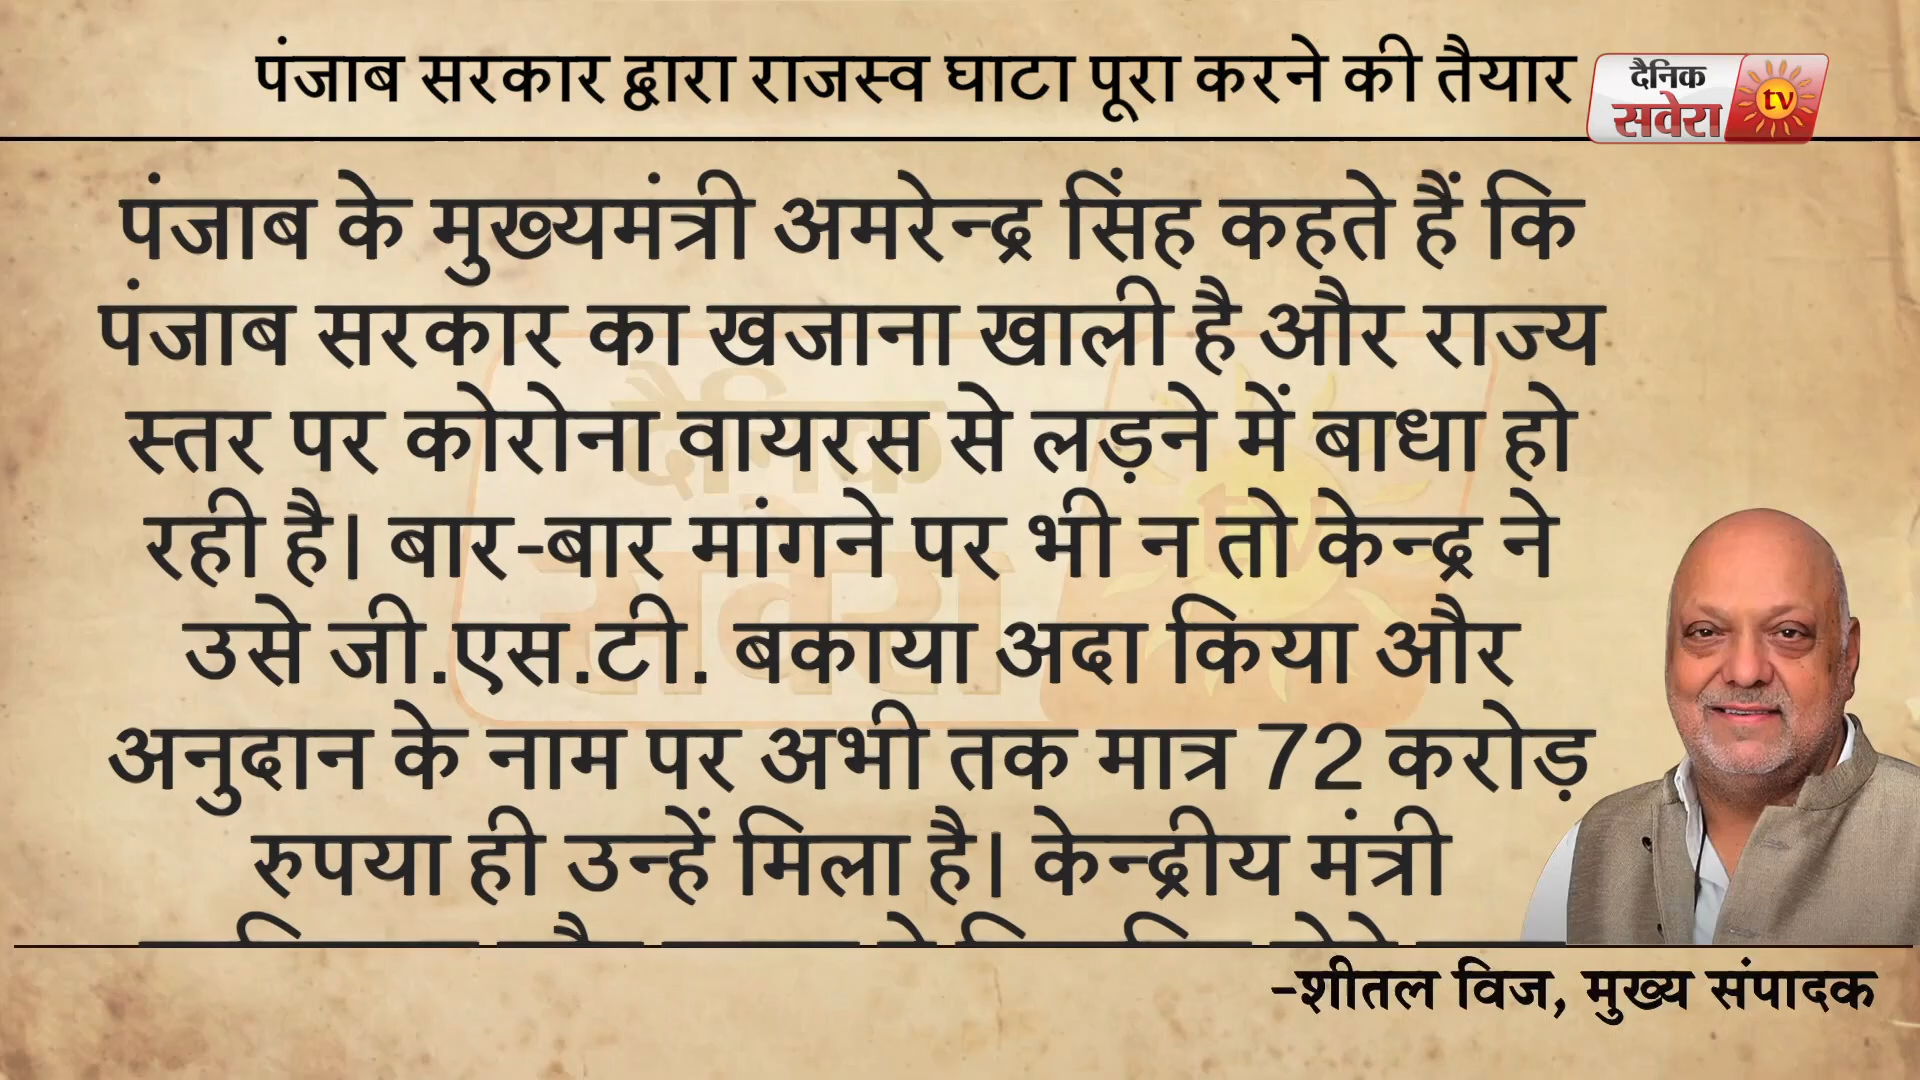 पंजाब सरकार द्वारा राजस्व घाटा पूरा करने की तैयार
दैनिक
सवेरा
tv
पंजाब के मुख्यमंत्री अमरेन्द्र सिंह कहते हैं कि
पंजाब सरकार का खजाना खाली है और राज्य
स्तर पर कोरोना वायरस से लड़ने में बाधा हो
रही है। बार-बार मांगने पर भी न तो केन्द्र ने
उसे जी.एस.टी. बकाया अदा किया और
अनुदान के नाम पर अभी तक मात्र 72 करोड़
रुपया ही उन्हें मिला है। केन्द्रीय मंत्री
-शीतल विज, मुख्य संपादक